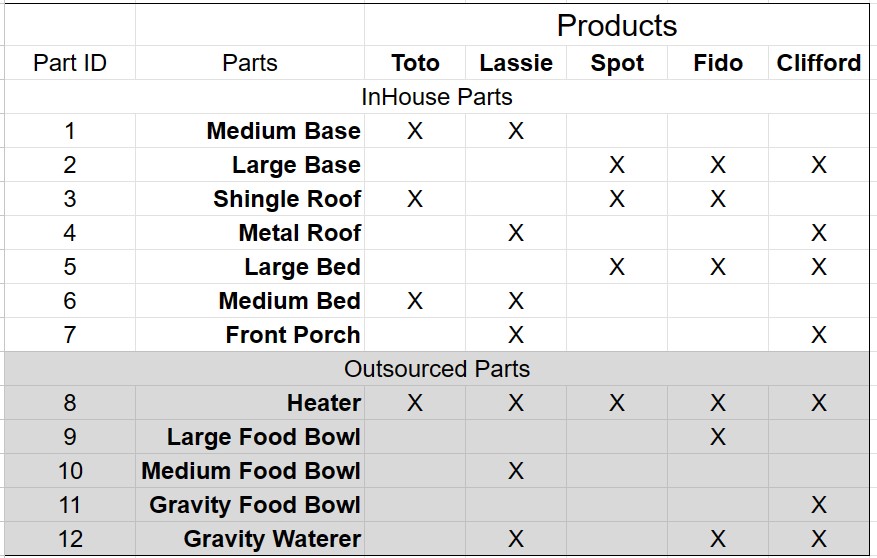 Products
Part ID Parts Toto Lassie Spot Fido Clifford
InHouse Parts
1 Medium Base X X
2 Large Base X X X
3 Shingle Roof X X X
4 Metal Roof X X
5 Large Bed X X X
6 Medium Bed X X
7 Front Porch X X
Outsourced Parts
8 Heater X X X X X
9 Large Food Bowl X
10 Medium Food Bowl X
11 Gravity Food Bowl X
12 Gravity Waterer X X X